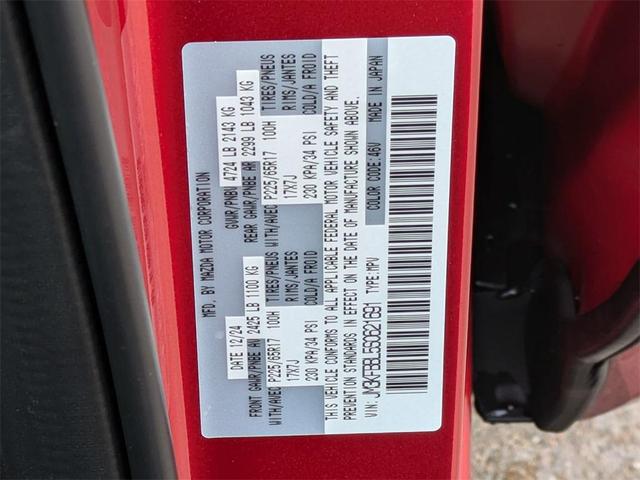 MFD. BY MAZDA MOTOR CORPORATION
DATE 12/24 GVWR/PNBV 4724 LB 2143 KG
FRONT GAWR/PNBE AV 2425 LB 1100 KG REAR GAWR/PNBE AR 2299 LB 1043 KG
WITH/AVEC P225/65R17 100H TIRES/PNEUS WITH/AVEC P225/65R17 100H TIRES/PNEUS
17X7J RIMS/JANTES 17X7J RIMS/JANTES
230 KPA/34 PSI COLD/A FROID 230 KPA/34 PSI COLD/A FROID
THIS VEHICLE CONFORMS TO ALL APPLICABLE FEDERAL MOTOR VEHICLE SAFETY AND THEFT
PREVENTION STANDARDS IN EFFECT ON THE DATE OF MANUFACTURE SHOWN ABOVE.
VIN: TYPE:MPV COLOR CODE:46V MADE IN JAPAN